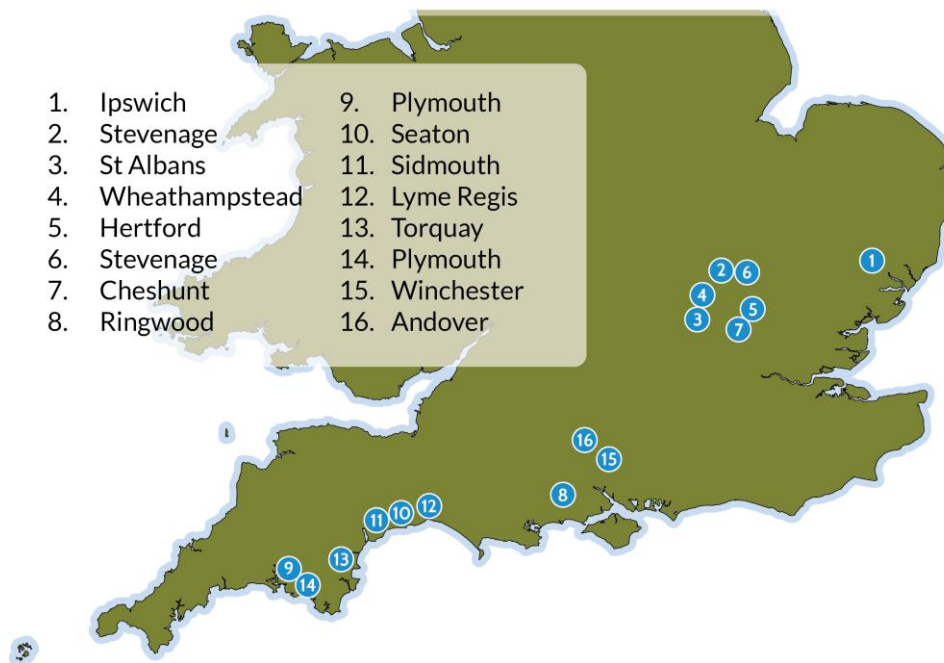 1. Ipswich
2. Stevenage
3. St Albans
4. Wheathampstead
5. Hertford
6. Stevenage
7. Cheshunt
8. Ringwood
9. Plymouth
10. Seaton
11. Sidmouth
12. Lyme Regis
13. Torquay
14. Plymouth
15. Winchester
16. Andover
1
2
6
4
5
3
7
16
15
8
12
10
11
13
9
14